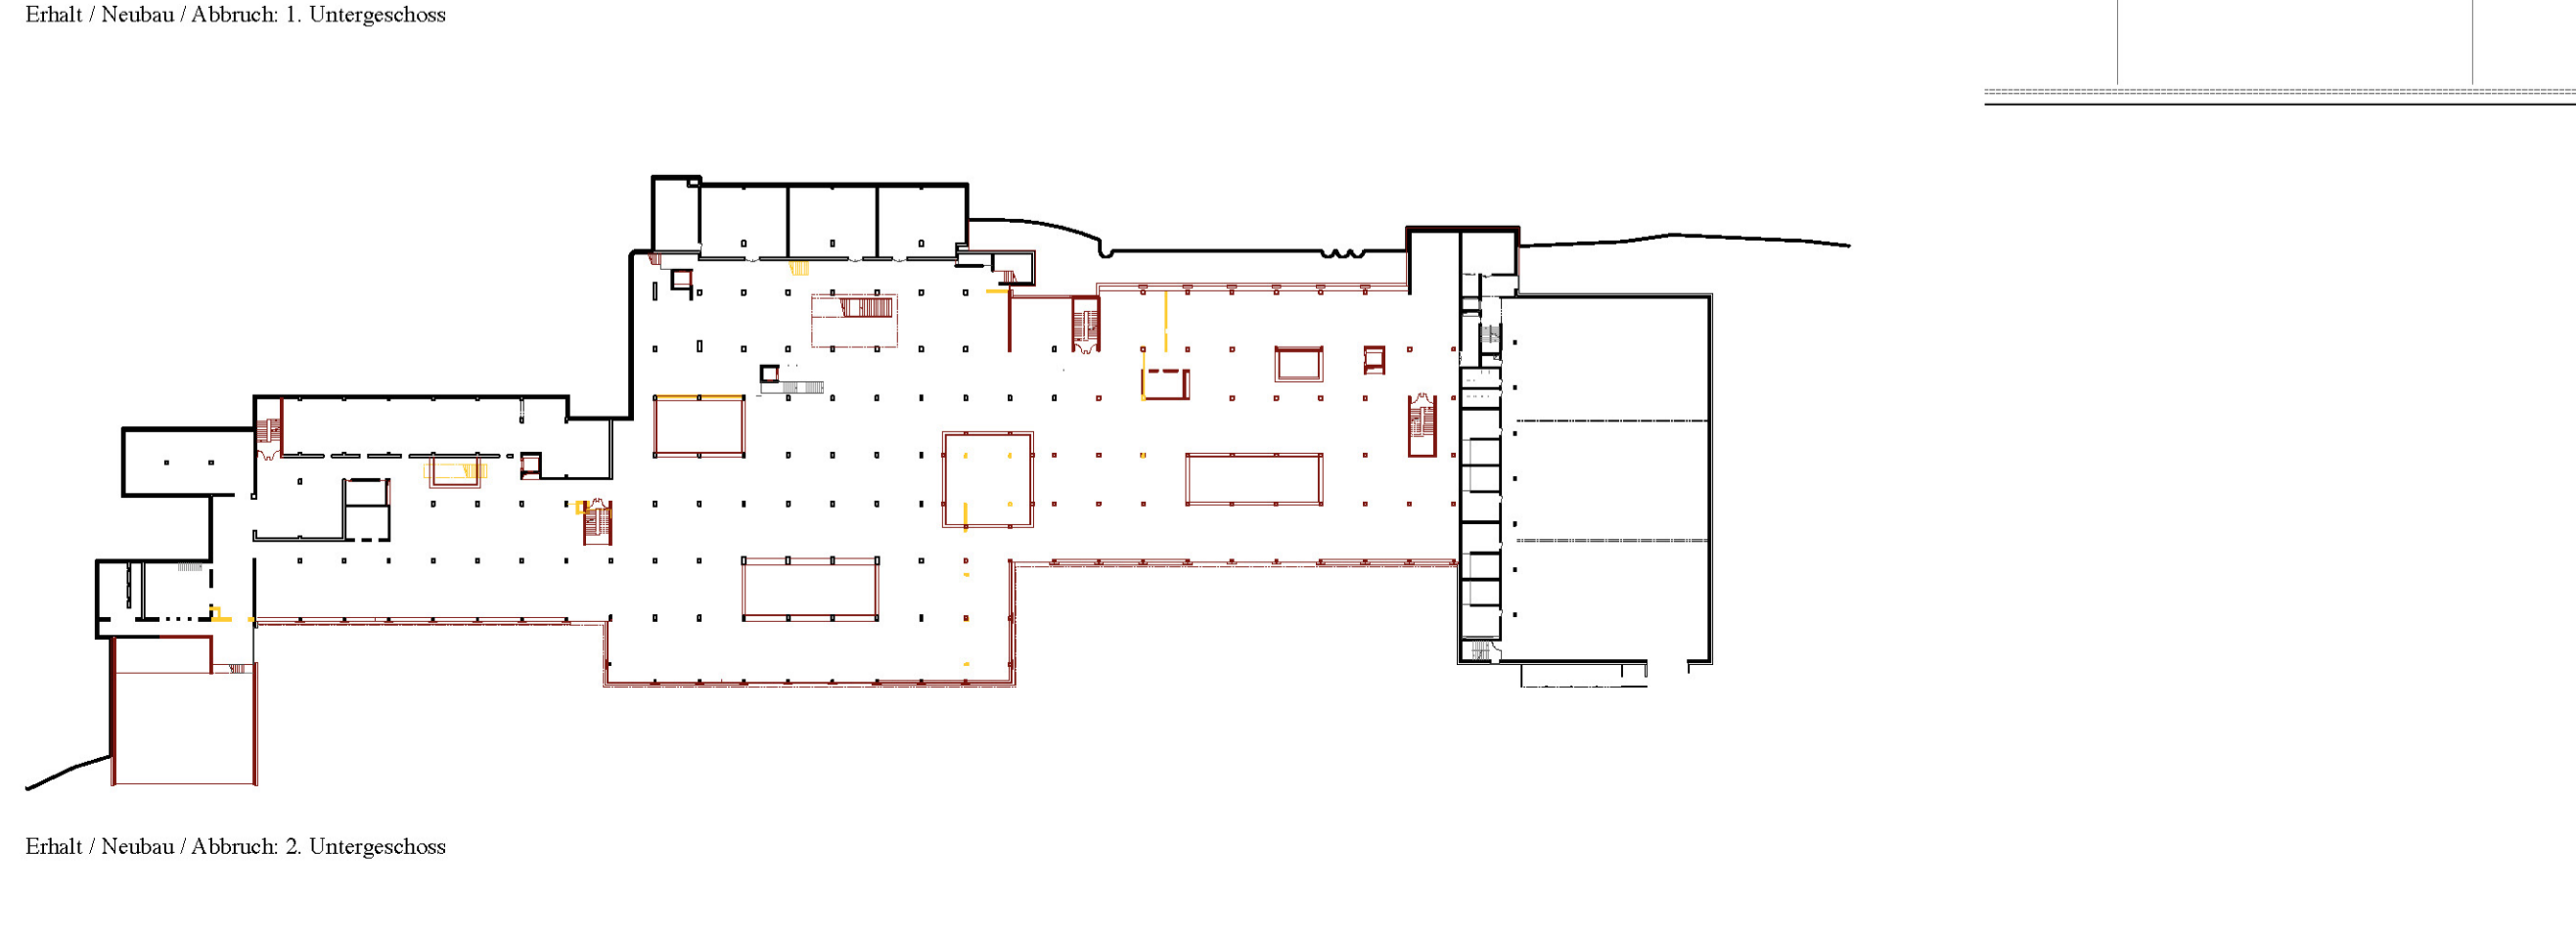 Erhalt / Neubau / Abbruch: 1. Untergeschoss
Erhalt / Neubau / Abbruch: 2. Untergeschoss